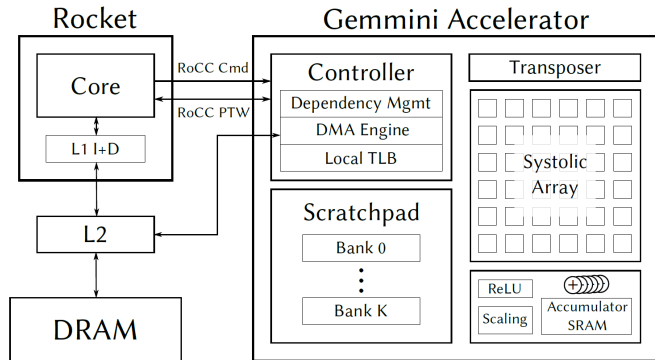 Rocket
Core
L1 I+D
L2
DRAM
RoCC Cmd
RoCC PTW
Gemmini Accelerator
Controller
Dependency Mgmt
DMA Engine
Local TLB
Scratchpad
Bank 0
Bank K
Transposer
Systolic
Array
ReLU
Scaling
Accumulator
SRAM